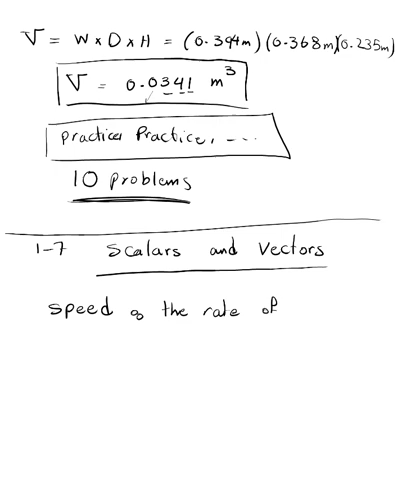 V = W x D x H = (0.394m)(0.368m)(0.235m)
V = 0.0341 m³
practice Practice, ---
10 problems
1-7 Scalars and Vectors
speed : the rate of